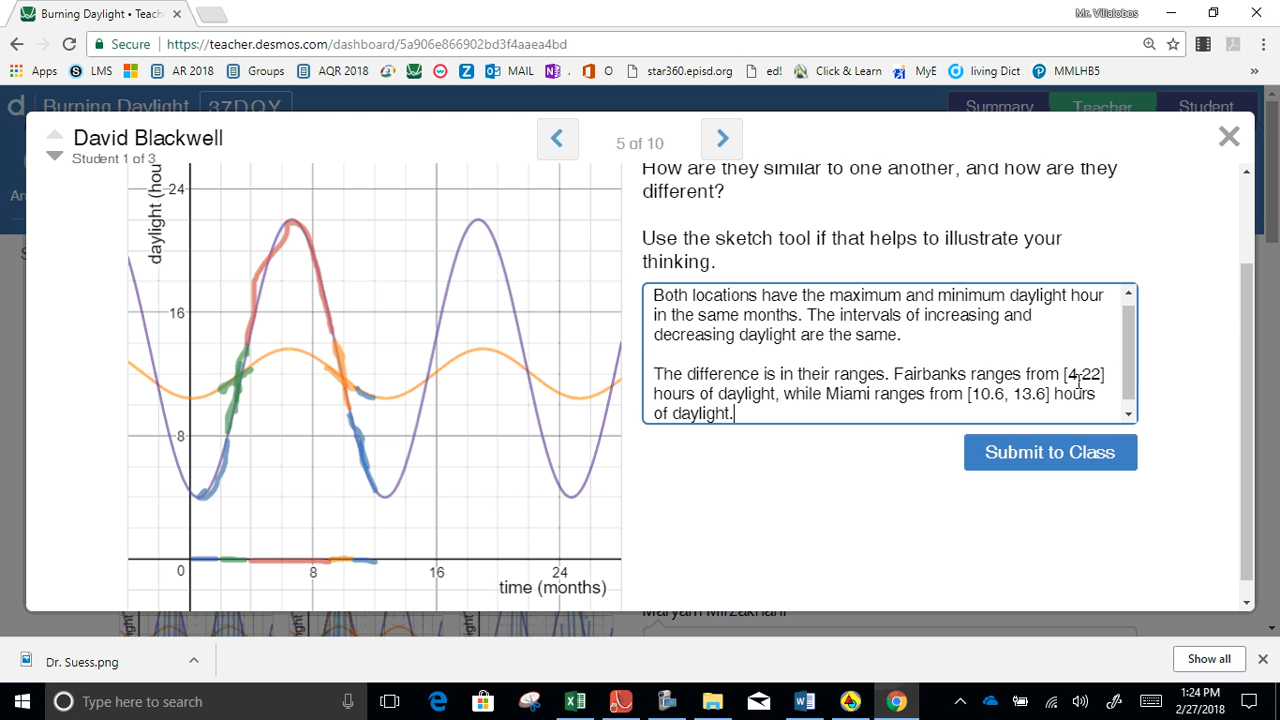 Burning Daylight • Teach
Mr. Villalobos
Secure
https://teacher.desmos.com/dashboard/5a906e866902bd3f4aaea4bd
Apps
LMS
AR 2018
Groups
AQR 2018
MAIL
O
star360.episd.org
ed!
Click & Learn
MyE
living Dict
MMLHB5
»
d
Burning Daylight
37DQY
Summary
Teacher
Student
David Blackwell
Student 1 of 3
5 of 10
How are they similar to one another, and how are they
different?
Use the sketch tool if that helps to illustrate your
thinking.
Both locations have the maximum and minimum daylight hour
in the same months. The intervals of increasing and
decreasing daylight are the same.
The difference is in their ranges. Fairbanks ranges from [4,22]
hours of daylight, while Miami ranges from [10.6, 13.6] hours
of daylight.
Submit to Class
daylight (hou
24
16
8
0
8
16
24
time (months)
Maryam Mirzakhani
Dr. Suess.png
Show all
Type here to search
1:24 PM
2/27/2018